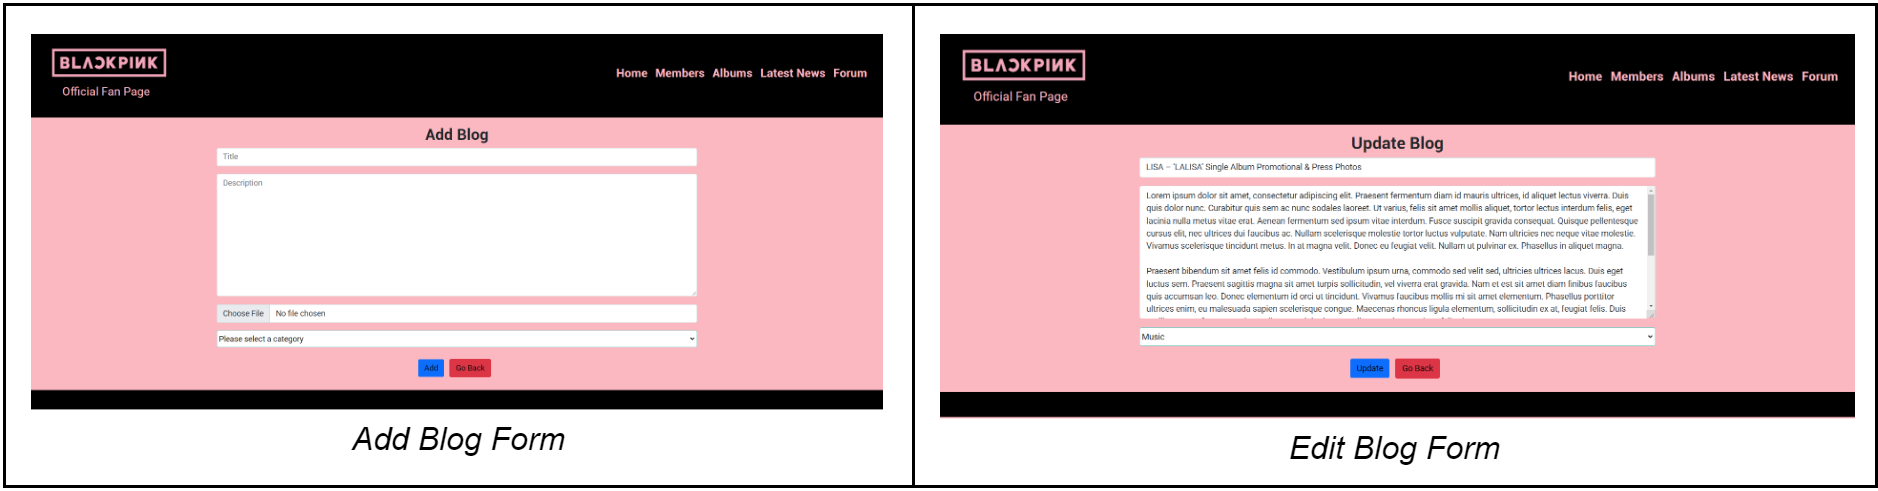 BLACKPINK
Official Fan Page
Home Members Albums Latest News Forum
Add Blog
Title
Description
Choose File No file chosen
Please select a category
Add Go Back
Add Blog Form
BLACKPINK
Official Fan Page
Home Members Albums Latest News Forum
Update Blog
LISA – 'LALISA' Single Album Promotional & Press Photos
Lorem ipsum dolor sit amet, consectetur adipiscing elit. Praesent fermentum diam id mauris ultrices, id aliquet lectus viverra. Duis
quis dolor nunc. Curabitur quis sem ac nunc sodales laoreet. Ut varius, felis sit amet mollis aliquet, tortor lectus interdum felis, eget
lacinia nulla metus vitae erat. Aenean fermentum sed ipsum vitae interdum. Fusce suscipit gravida consequat. Quisque pellentesque
cursus elit, nec ultrices dui faucibus ac. Nullam scelerisque molestie tortor luctus vulputate. Nam ultricies nec neque vitae molestie.
Vivamus scelerisque tincidunt metus. In at magna velit. Donec eu feugiat velit. Nullam ut pulvinar ex. Phasellus in aliquet magna.
Praesent bibendum sit amet felis id commodo. Vestibulum ipsum urna, commodo sed velit sed, ultricies ultrices lacus. Duis eget
luctus sem. Praesent sagittis magna sit amet turpis sollicitudin, vel viverra erat gravida. Nam et est sit amet diam finibus faucibus
quis accumsan leo. Donec elementum id orci ut tincidunt. Vivamus faucibus mollis mi sit amet elementum. Phasellus porttitor
ultrices enim, eu malesuada sapien scelerisque congue. Maecenas rhoncus ligula elementum, sollicitudin ex at, feugiat felis. Duis
Music
Update Go Back
Edit Blog Form